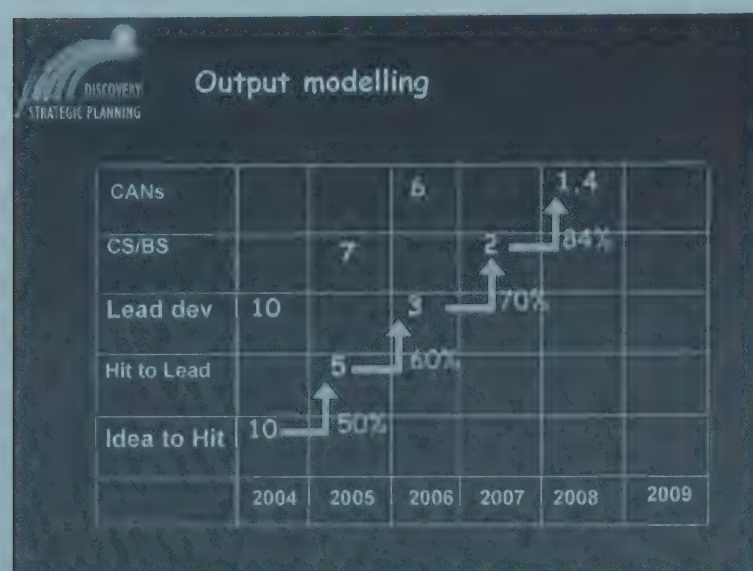 DISCOVERY
STRATEGIC PLANNING
Output modelling
CANs 6 1,4
CS/BS 7 2 84%
Lead dev 10 3 70%
Hit to Lead 5 60%
Idea to Hit 10 50%
2004 2005 2006 2007 2008 2009